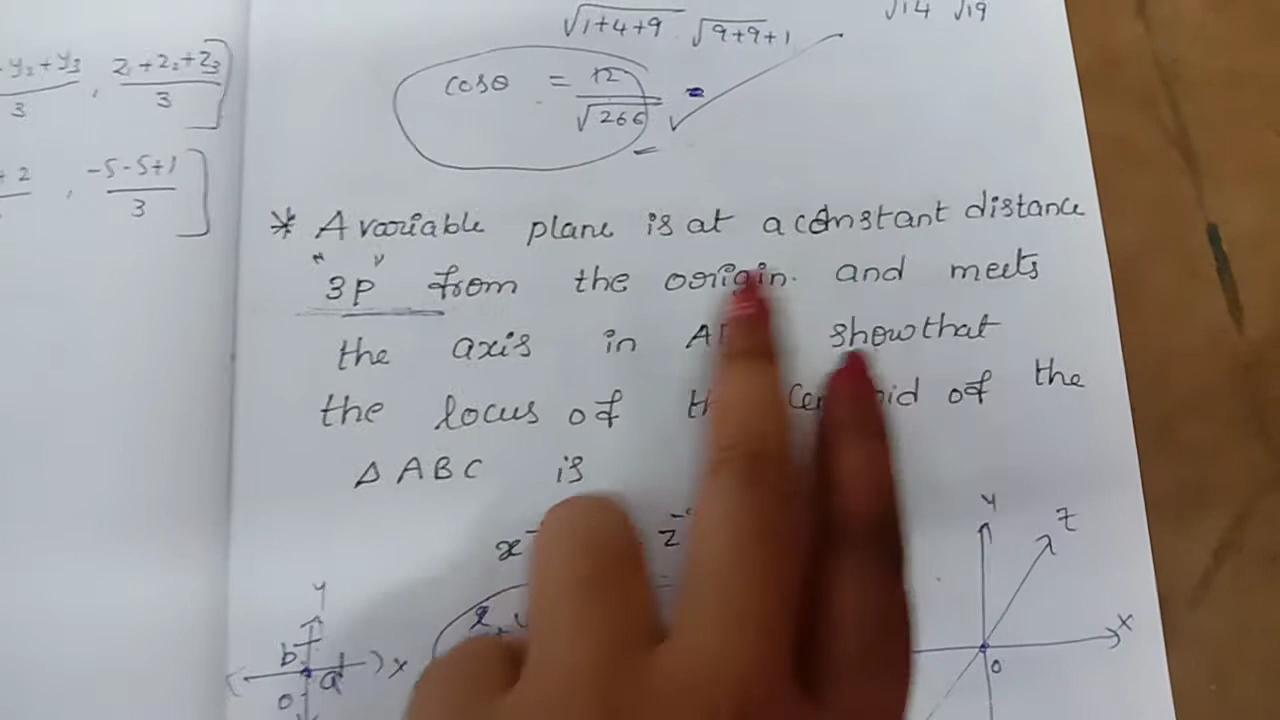 y₂+y₃ / 3 , z₁+z₂+z₃ / 3 ]
+2 , -5-5+1 / 3 ]
√1+4+9 √9+9+1 √14 √19
cosθ = 12 / √266
* A variable plane is at a constant distance
"3p" from the origin. and meets
the axis in show that
the locus of of the
Δ ABC is
x z
y y z
b x x
0 a 0